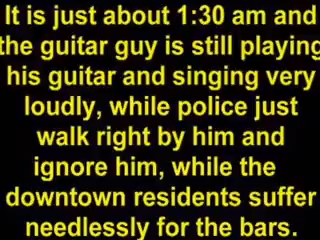 It is just about 1:30 am and
the guitar guy is still playing
his guitar and singing very
loudly, while police just
walk right by him and
ignore him, while the
downtown residents suffer
needlessly for the bars.